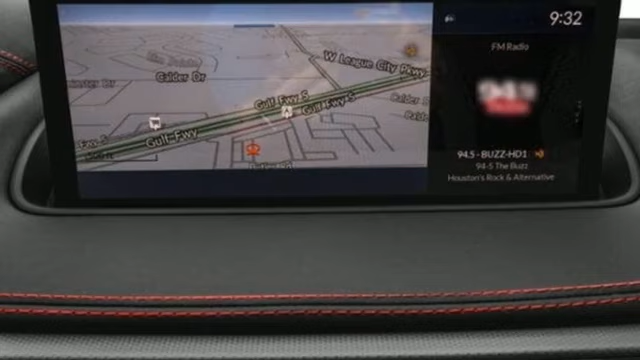 9:32
FM Radio
W League City Pkwy
Calder Dr
Gulf Fwy S
Gulf Fwy S
Gulf Fwy
94.5 - BUZZ-HD1
94-5 The Buzz
Houston's Rock & Alternative